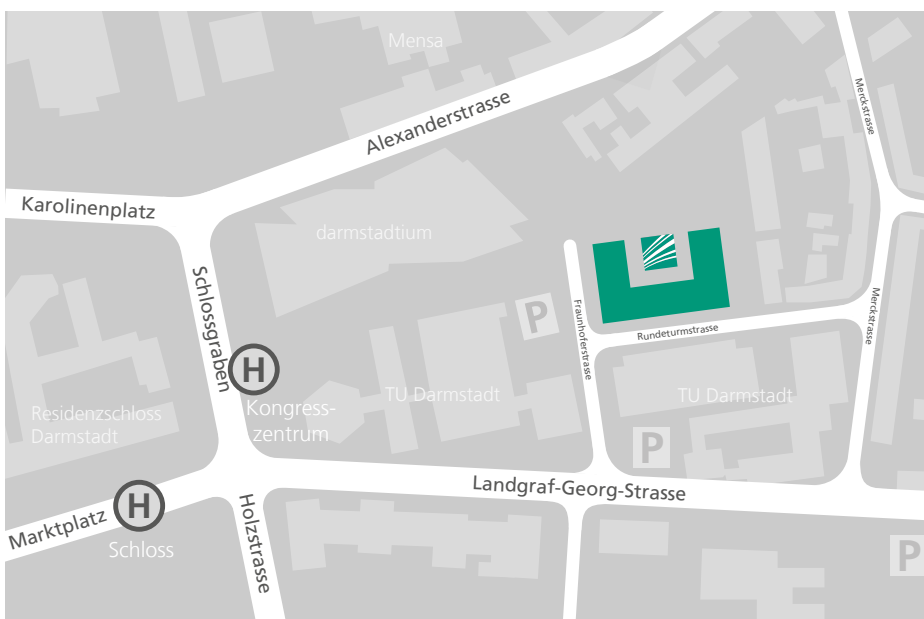 Mensa
Alexanderstrasse
Merckstrasse
Karolinenplatz
darmstadtium
Schlossgraben
Fraunhoferstrasse
P
Rundeturmstrasse
Merckstrasse
H
Kongress-
zentrum
TU Darmstadt
TU Darmstadt
Residenzschloss
Darmstadt
P
Landgraf-Georg-Strasse
H
Marktplatz
Schloss
Holzstrasse
P